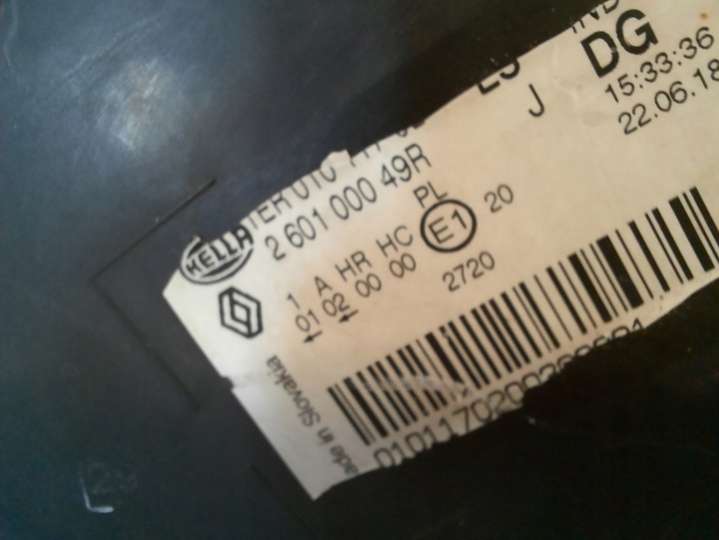 HELLA
2 601 000 49R
DG
J
15:33:36
22.06.18
1 A HR HC PL
01 02 00 00
E1
20
2720
Slovakia